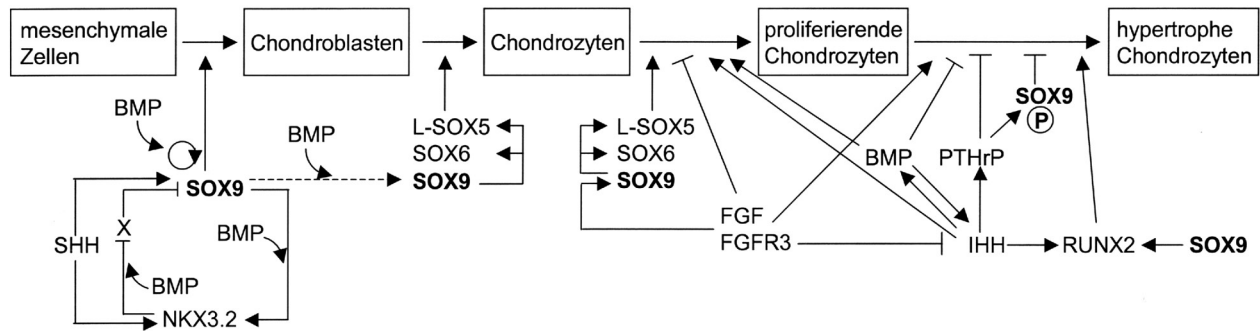 mesenchymale
Zellen
Chondroblasten
Chondrozyten
proliferierende
Chondrozyten
hypertrophe
Chondrozyten
BMP
SOX9
X
SHH
BMP
BMP
NKX3.2
BMP
L-SOX5
SOX6
SOX9
L-SOX5
SOX6
SOX9
FGF
FGFR3
BMP
PTHrP
SOX9
P
IHH
RUNX2
SOX9